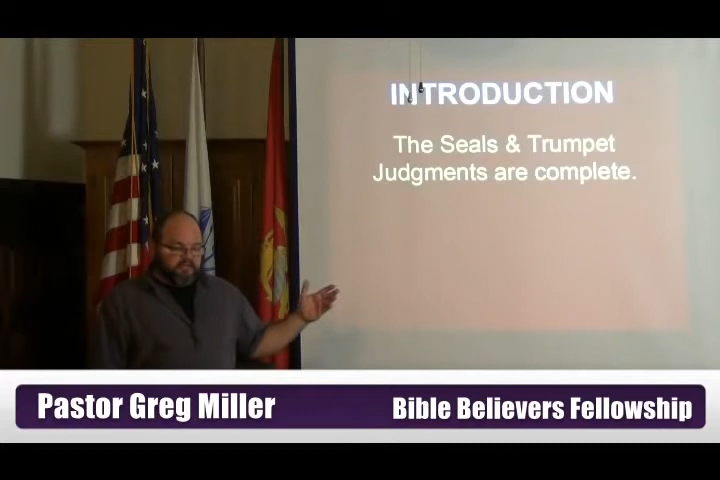 INTRODUCTION
The Seals & Trumpet
Judgments are complete.
Pastor Greg Miller
Bible Believers Fellowship